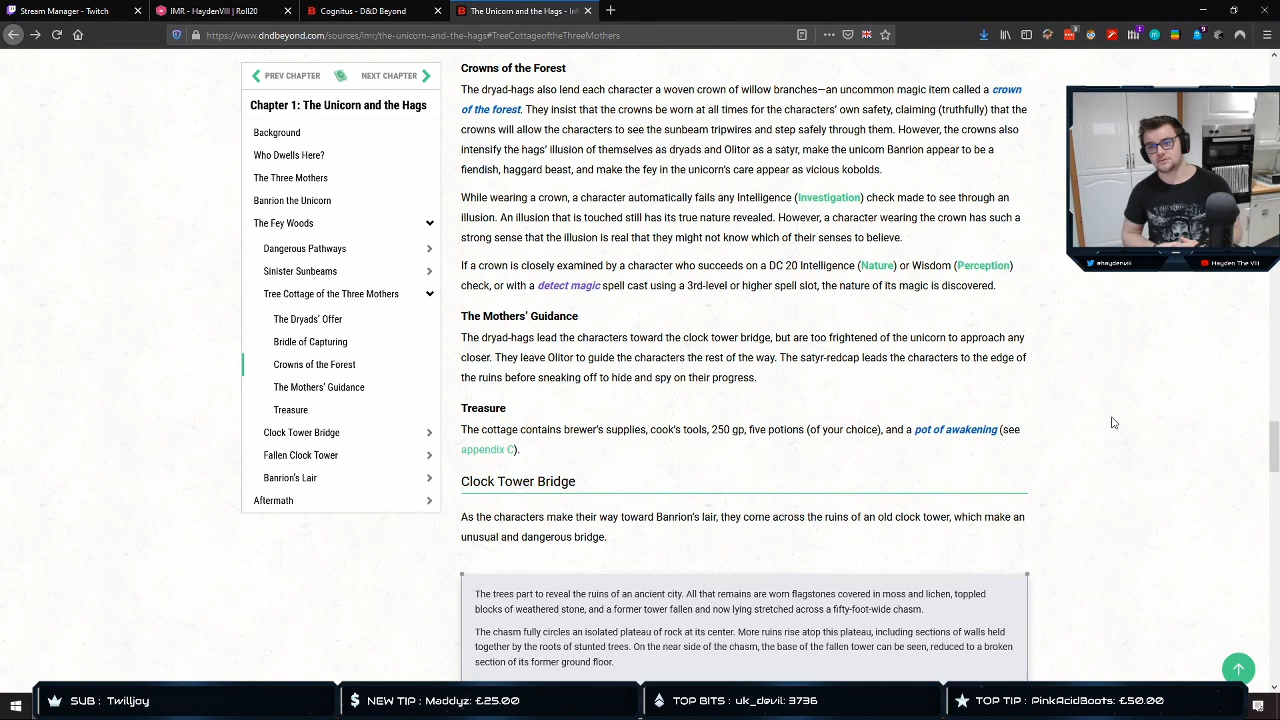 Stream Manager - Twitch
IMR - HaydenVIII | Roll20
Cognitus - D&D Beyond
The Unicorn and the Hags - In
https://www.dndbeyond.com/sources/imr/the-unicorn-and-the-hags#TreeCottageoftheThreeMothers
PREV CHAPTER
NEXT CHAPTER
Chapter 1: The Unicorn and the Hags
Background
Who Dwells Here?
The Three Mothers
Banrion the Unicorn
The Fey Woods
Dangerous Pathways
Sinister Sunbeams
Tree Cottage of the Three Mothers
The Dryads' Offer
Bridle of Capturing
Crowns of the Forest
The Mothers' Guidance
Treasure
Clock Tower Bridge
Fallen Clock Tower
Banrion's Lair
Aftermath
Crowns of the Forest
The dryad-hags also lend each character a woven crown of willow branches—an uncommon magic item called a crown
of the forest. They insist that the crowns be worn at all times for the characters' own safety, claiming (truthfully) that the
crowns will allow the characters to see the sunbeam tripwires and step safely through them. However, the crowns also
intensify the hags' illusion of themselves as dryads and Olitor as a satyr, make the unicorn Banrion appear to be a
fiendish, haggard beast, and make the fey in the unicorn's care appear as vicious kobolds.
While wearing a crown, a character automatically fails any Intelligence (Investigation) check made to see through an
illusion. An illusion that is touched still has its true nature revealed. However, a character wearing the crown has such a
strong sense that the illusion is real that they might not know which of their senses to believe.
If a crown is closely examined by a character who succeeds on a DC 20 Intelligence (Nature) or Wisdom (Perception)
check, or with a detect magic spell cast using a 3rd-level or higher spell slot, the nature of its magic is discovered.
The Mothers' Guidance
The dryad-hags lead the characters toward the clock tower bridge, but are too frightened of the unicorn to approach any
closer. They leave Olitor to guide the characters the rest of the way. The satyr-redcap leads the characters to the edge of
the ruins before sneaking off to hide and spy on their progress.
Treasure
The cottage contains brewer's supplies, cook's tools, 250 gp, five potions (of your choice), and a pot of awakening (see
appendix C).
Clock Tower Bridge
As the characters make their way toward Banrion's lair, they come across the ruins of an old clock tower, which make an
unusual and dangerous bridge.
The trees part to reveal the ruins of an ancient city. All that remains are worn flagstones covered in moss and lichen, toppled
blocks of weathered stone, and a former tower fallen and now lying stretched across a fifty-foot-wide chasm.
The chasm fully circles an isolated plateau of rock at its center. More ruins rise atop this plateau, including sections of walls held
together by the roots of stunted trees. On the near side of the chasm, the base of the fallen tower can be seen, reduced to a broken
section of its former ground floor.
@haydenviii
Hayden The VIII
SUB : Twilljoy
NEW TIP : Maddyz: £25.00
TOP BITS : uk_devil: 3736
TOP TIP : PinkAcidBoots: £50.00